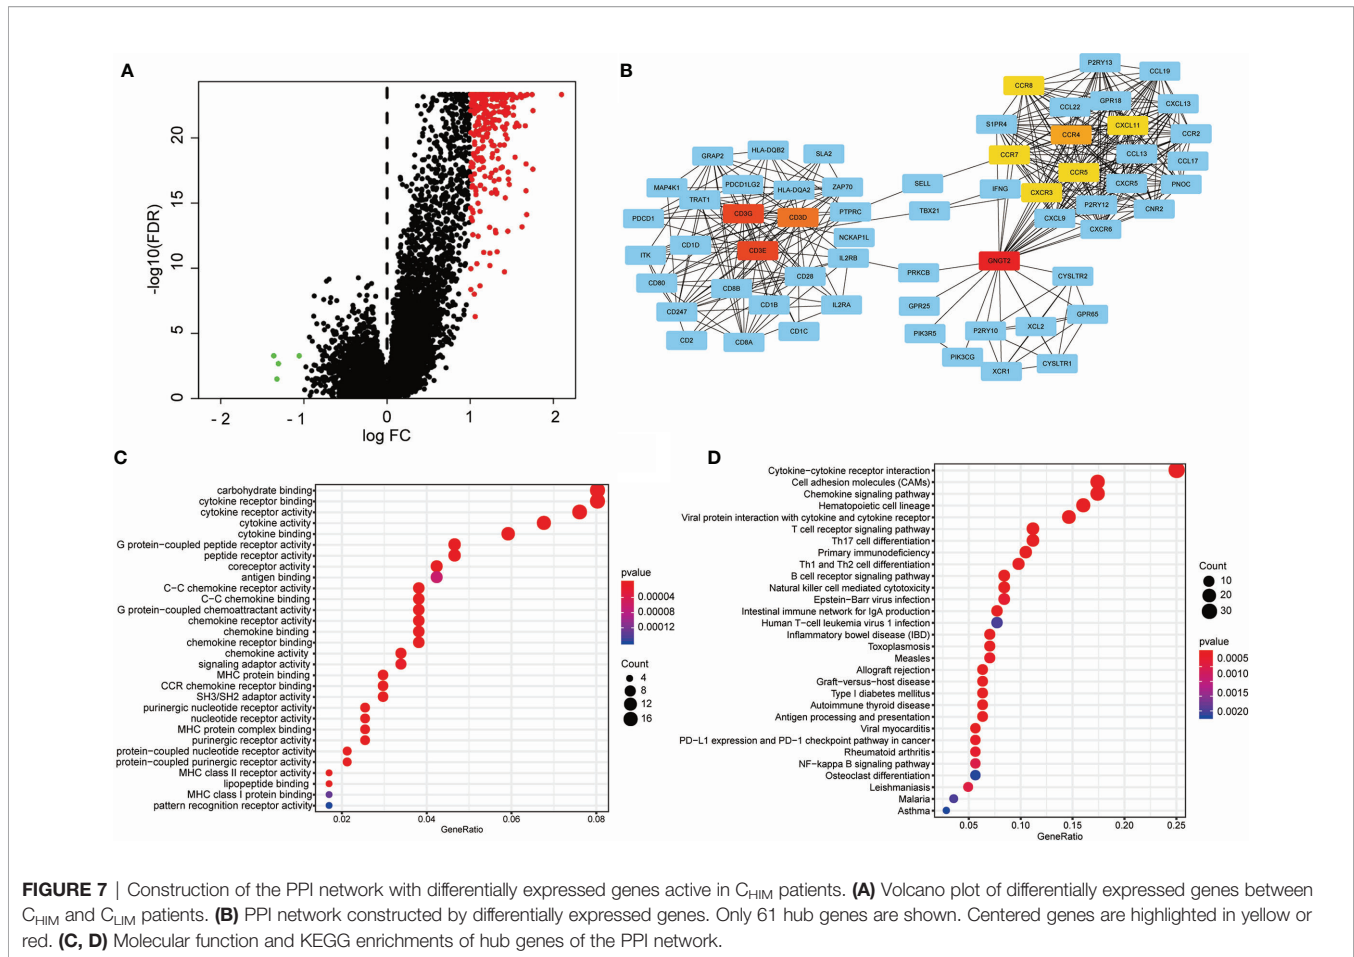 A
-log10(FDR)
20
15
10
5
0
- 2
- 1
0
1
2
log FC
B
P2RY13
CCL19
CCR8
CCL22
GPR18
CXCL13
S1PR4
CCR4
CXCL11
CCR2
CCR7
CCL13
CCL17
CCR5
CXCR5
PNOC
SELL
IFNG
CXCR3
P2RY12
CNR2
TBX21
CXCL9
CXCR6
GRAP2
HLA-DQB2
SLA2
MAP4K1
PDCD1LG2
HLA-DQA2
ZAP70
TRAT1
PDCD1
CD3G
CD3D
PTPRC
NCKAP1L
CD1D
CD3E
ITK
IL2RB
CD80
CD8B
CD28
CD247
CD1B
IL2RA
CD2
CD8A
CD1C
GNGT2
PRKCB
CYSLTR2
GPR25
GPR65
PIK3R5
P2RY10
XCL2
PIK3CG
XCR1
CYSLTR1
C
carbohydrate binding
cytokine receptor binding
cytokine receptor activity
cytokine activity
cytokine binding
G protein-coupled peptide receptor activity
peptide receptor activity
coreceptor activity
antigen binding
C-C chemokine receptor activity
C-C chemokine binding
G protein-coupled chemoattractant activity
chemokine receptor activity
chemokine binding
chemokine receptor binding
chemokine activity
signaling adaptor activity
MHC protein binding
CCR chemokine receptor binding
SH3/SH2 adaptor activity
purinergic nucleotide receptor activity
nucleotide receptor activity
MHC protein complex binding
purinergic receptor activity
protein-coupled nucleotide receptor activity
protein-coupled purinergic receptor activity
MHC class II receptor activity
lipopeptide binding
MHC class I protein binding
pattern recognition receptor activity
0.02
0.04
0.06
0.08
GeneRatio
pvalue
0.00004
0.00008
0.00012
Count
4
8
12
16
D
Cytokine-cytokine receptor interaction
Cell adhesion molecules (CAMs)
Chemokine signaling pathway
Hematopoietic cell lineage
Viral protein interaction with cytokine and cytokine receptor
T cell receptor signaling pathway
Th17 cell differentiation
Primary immunodeficiency
Th1 and Th2 cell differentiation
B cell receptor signaling pathway
Natural killer cell mediated cytotoxicity
Epstein-Barr virus infection
Intestinal immune network for IgA production
Human T-cell leukemia virus 1 infection
Inflammatory bowel disease (IBD)
Toxoplasmosis
Measles
Allograft rejection
Graft-versus-host disease
Type I diabetes mellitus
Autoimmune thyroid disease
Antigen processing and presentation
Viral myocarditis
PD-L1 expression and PD-1 checkpoint pathway in cancer
Rheumatoid arthritis
NF-kappa B signaling pathway
Osteoclast differentiation
Leishmaniasis
Malaria
Asthma
0.05
0.10
0.15
0.20
0.25
GeneRatio
Count
10
20
30
pvalue
0.0005
0.0010
0.0015
0.0020
FIGURE 7 | Construction of the PPI network with differentially expressed genes active in CHIM patients. (A) Volcano plot of differentially expressed genes between
CHIM and CLIM patients. (B) PPI network constructed by differentially expressed genes. Only 61 hub genes are shown. Centered genes are highlighted in yellow or
red. (C, D) Molecular function and KEGG enrichments of hub genes of the PPI network.